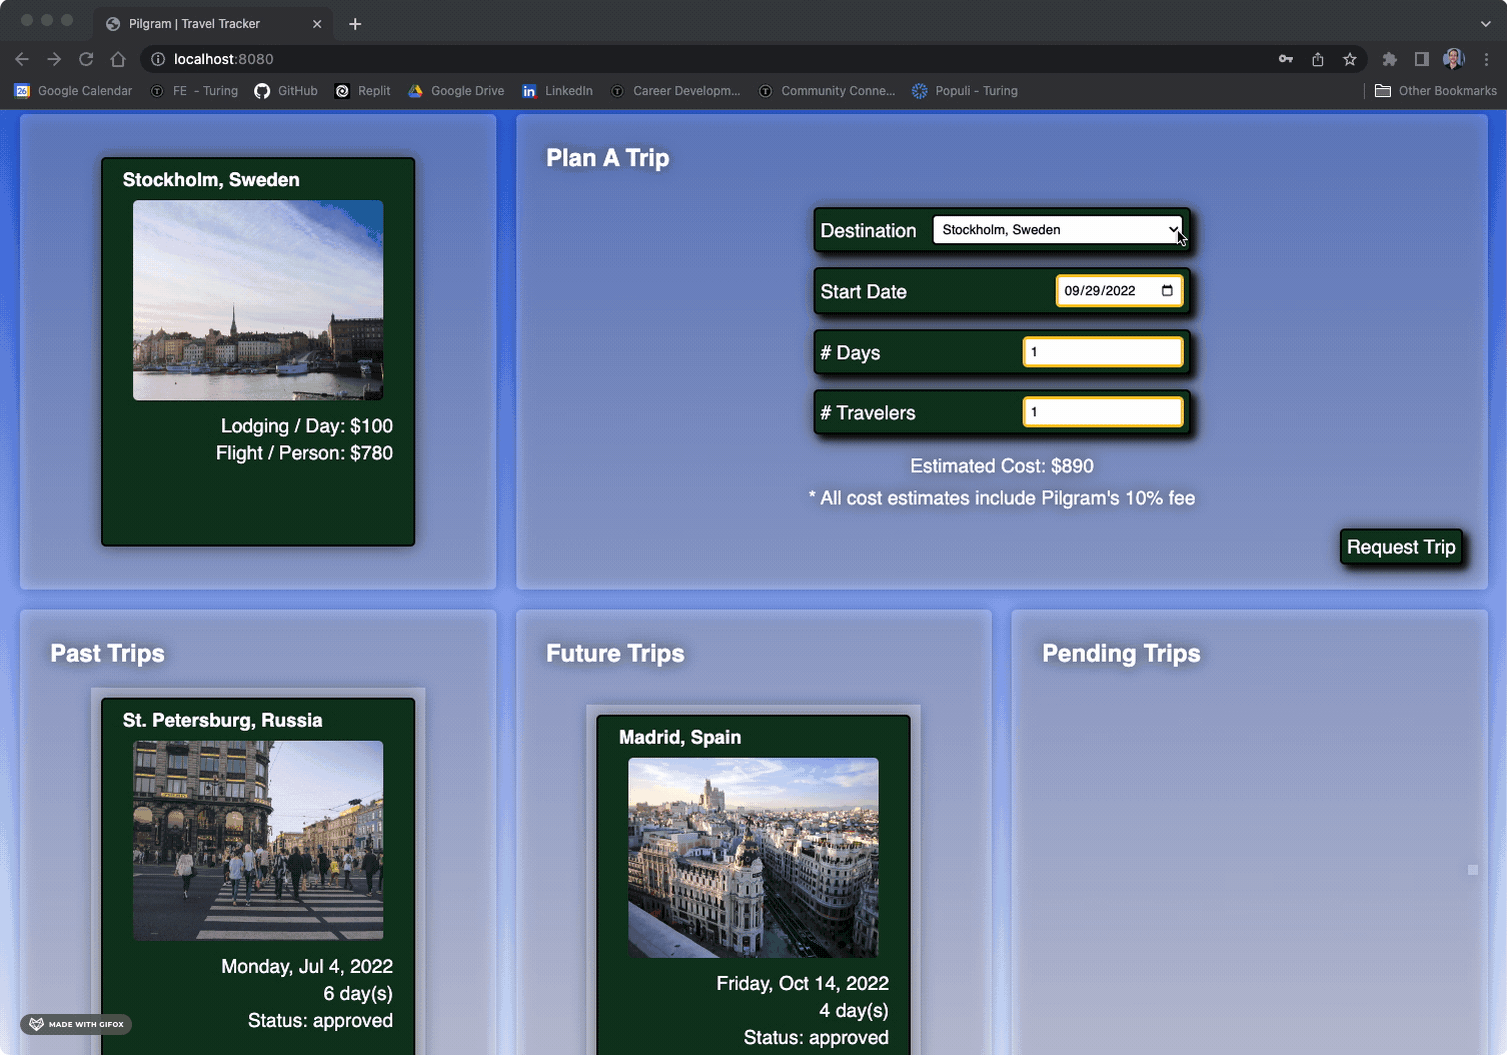 Pilgram | Travel Tracker
localhost:8080
26 Google Calendar
FE - Turing
GitHub
Replit
Google Drive
in LinkedIn
Career Developm...
Community Conne...
Populi - Turing
Other Bookmarks
Stockholm, Sweden
Lodging / Day: $100
Flight / Person: $780
Plan A Trip
Destination Stockholm, Sweden
Start Date 09/29/2022
# Days 1
# Travelers 1
Estimated Cost: $890
* All cost estimates include Pilgram's 10% fee
Request Trip
Past Trips
St. Petersburg, Russia
Monday, Jul 4, 2022
6 day(s)
Status: approved
Future Trips
Madrid, Spain
Friday, Oct 14, 2022
4 day(s)
Status: approved
Pending Trips
MADE WITH GIFOX